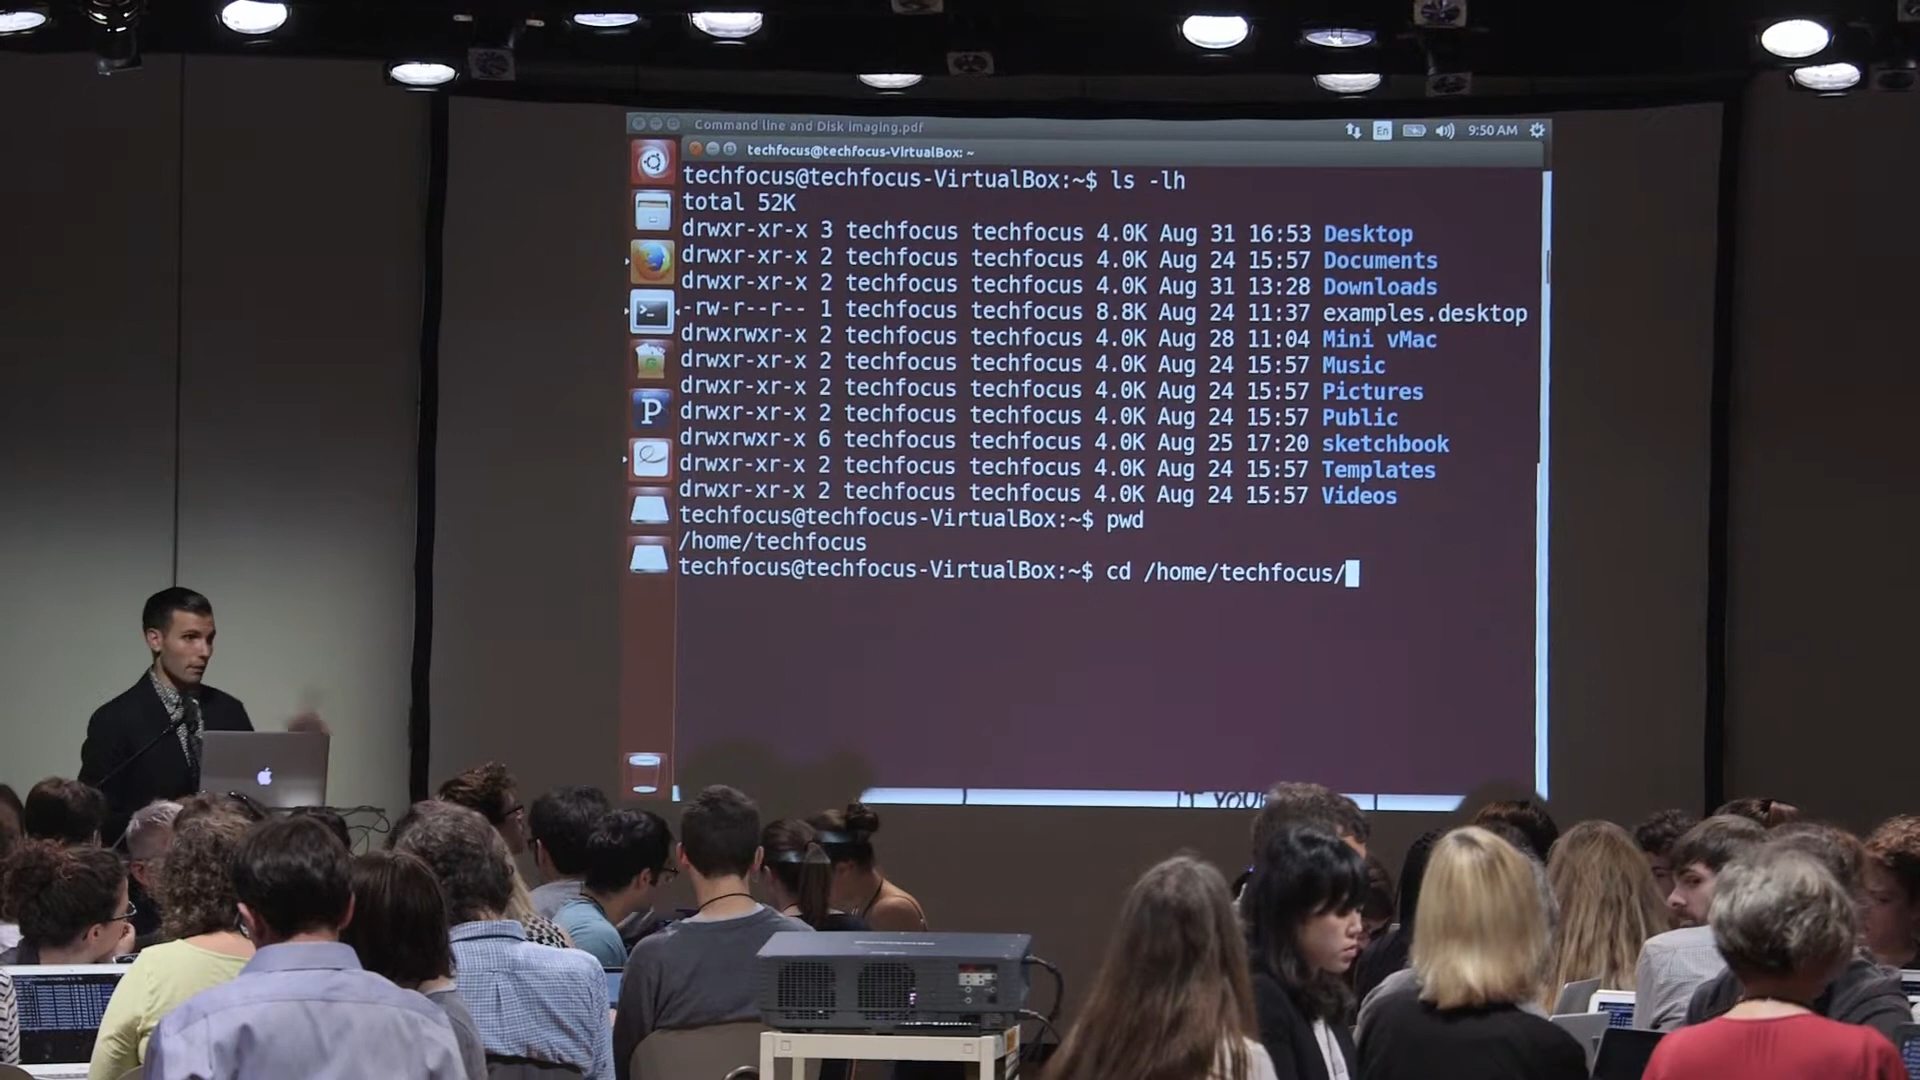 Command line and Disk imaging.pdf
En 9:50 AM
techfocus@techfocus-VirtualBox: ~
techfocus@techfocus-VirtualBox:~$ ls -lh
total 52K
drwxr-xr-x 3 techfocus techfocus 4.0K Aug 31 16:53 Desktop
drwxr-xr-x 2 techfocus techfocus 4.0K Aug 24 15:57 Documents
drwxr-xr-x 2 techfocus techfocus 4.0K Aug 31 13:28 Downloads
-rw-r--r-- 1 techfocus techfocus 8.8K Aug 24 11:37 examples.desktop
drwxrwxr-x 2 techfocus techfocus 4.0K Aug 28 11:04 Mini vMac
drwxr-xr-x 2 techfocus techfocus 4.0K Aug 24 15:57 Music
drwxr-xr-x 2 techfocus techfocus 4.0K Aug 24 15:57 Pictures
drwxr-xr-x 2 techfocus techfocus 4.0K Aug 24 15:57 Public
drwxrwxr-x 6 techfocus techfocus 4.0K Aug 25 17:20 sketchbook
drwxr-xr-x 2 techfocus techfocus 4.0K Aug 24 15:57 Templates
drwxr-xr-x 2 techfocus techfocus 4.0K Aug 24 15:57 Videos
techfocus@techfocus-VirtualBox:~$ pwd
/home/techfocus
techfocus@techfocus-VirtualBox:~$ cd /home/techfocus/
P